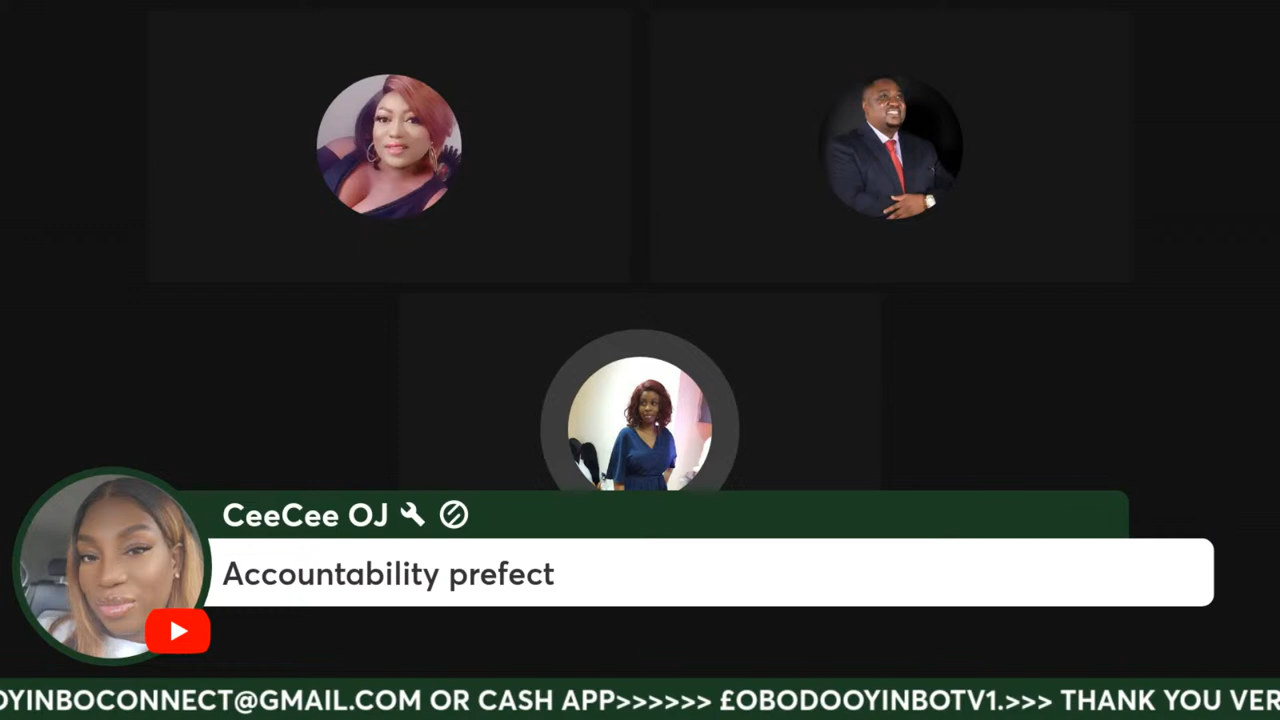 CeeCee OJ
Accountability prefect
OYINBOCONNECT@GMAIL.COM OR CASH APP>>>>>> £OBODOOYINBOTV1.>>> THANK YOU VER